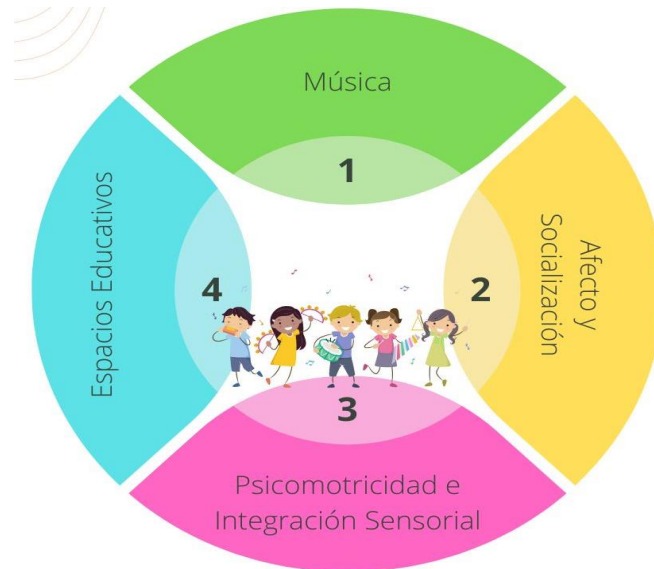 Música
1
Afecto y
Socialización
2
3
Psicomotricidad e
Integración Sensorial
Espacios Educativos
4